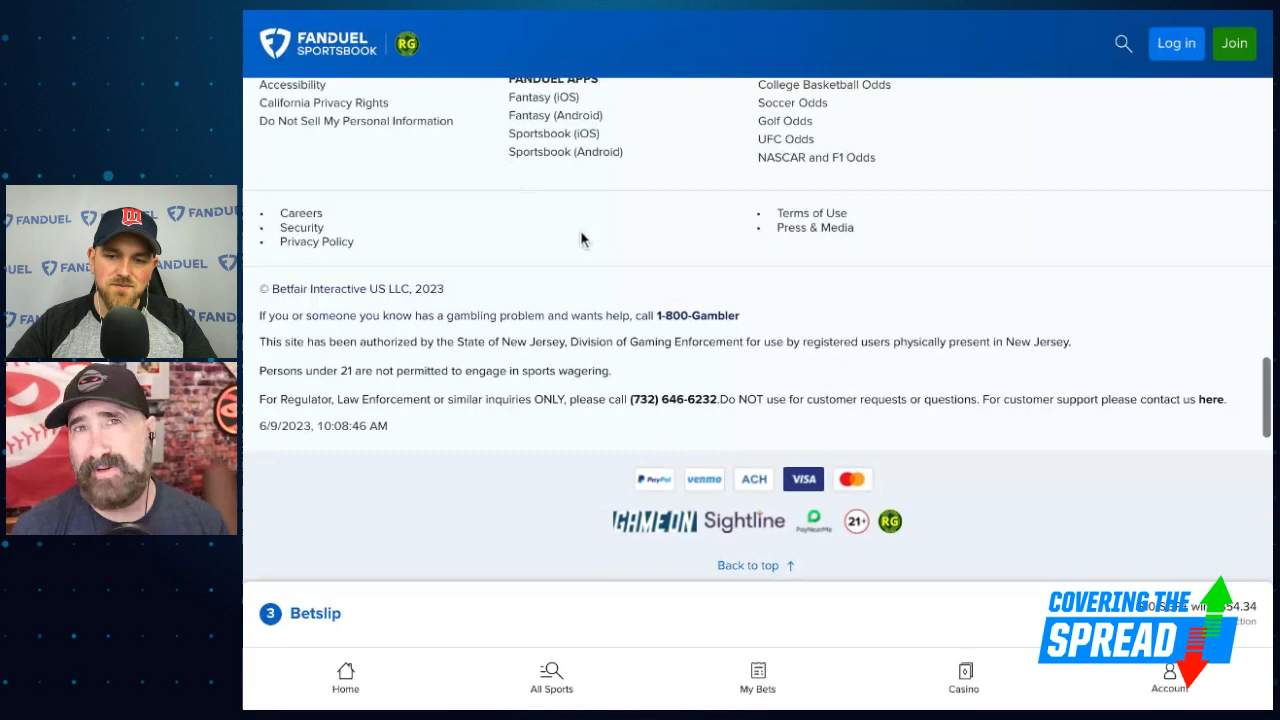 FANDUEL
SPORTSBOOK
RG
Log in
Join
Accessibility
California Privacy Rights
Do Not Sell My Personal Information
FANDUEL APPS
Fantasy (iOS)
Fantasy (Android)
Sportsbook (iOS)
Sportsbook (Android)
College Basketball Odds
Soccer Odds
Golf Odds
UFC Odds
NASCAR and F1 Odds
Careers
Security
Privacy Policy
Terms of Use
Press & Media
© Betfair Interactive US LLC, 2023
If you or someone you know has a gambling problem and wants help, call 1-800-Gambler
This site has been authorized by the State of New Jersey, Division of Gaming Enforcement for use by registered users physically present in New Jersey.
Persons under 21 are not permitted to engage in sports wagering.
For Regulator, Law Enforcement or similar inquiries ONLY, please call (732) 646-6232.Do NOT use for customer requests or questions. For customer support please contact us here.
6/9/2023, 10:08:46 AM
PayPal venmo ACH VISA
GAMEON Sightline PayNearMe 21+ RG
Back to top ↑
3 Betslip
Home
All Sports
My Bets
Casino
Account
COVERING THE
SPREAD
FANDUEL
FANDUEL
UEL
FANDUEL